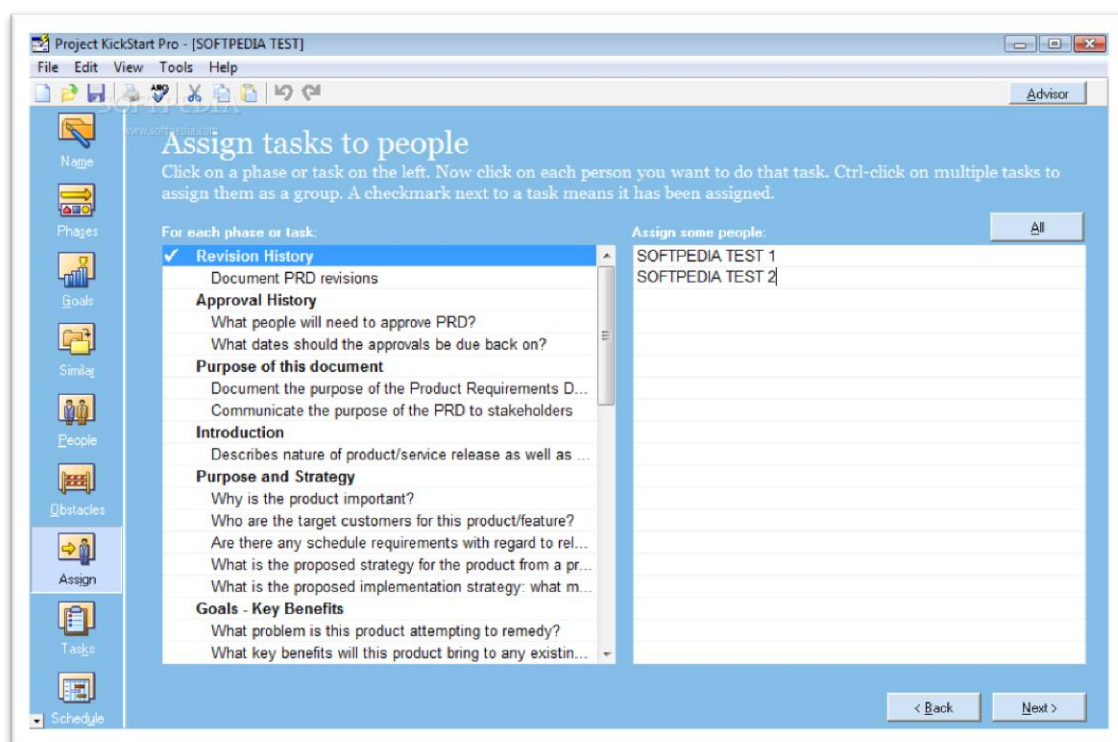 Project KickStart Pro - [SOFTPEDIA TEST]
File Edit View Tools Help
Advisor
SOFTPEDIA
www.softpedia.com
Name
Phases
Goals
Similar
People
Obstacles
Assign
Tasks
Schedule
Assign tasks to people
Click on a phase or task on the left. Now click on each person you want to do that task. Ctrl-click on multiple tasks to
assign them as a group. A checkmark next to a task means it has been assigned.
For each phase or task:
Revision History
Document PRD revisions
Approval History
What people will need to approve PRD?
What dates should the approvals be due back on?
Purpose of this document
Document the purpose of the Product Requirements D...
Communicate the purpose of the PRD to stakeholders
Introduction
Describes nature of product/service release as well as ...
Purpose and Strategy
Why is the product important?
Who are the target customers for this product/feature?
Are there any schedule requirements with regard to rel...
What is the proposed strategy for the product from a pr...
What is the proposed implementation strategy: what m...
Goals - Key Benefits
What problem is this product attempting to remedy?
What key benefits will this product bring to any existin...
Assign some people:
All
SOFTPEDIA TEST 1
SOFTPEDIA TEST 2
< Back
Next >